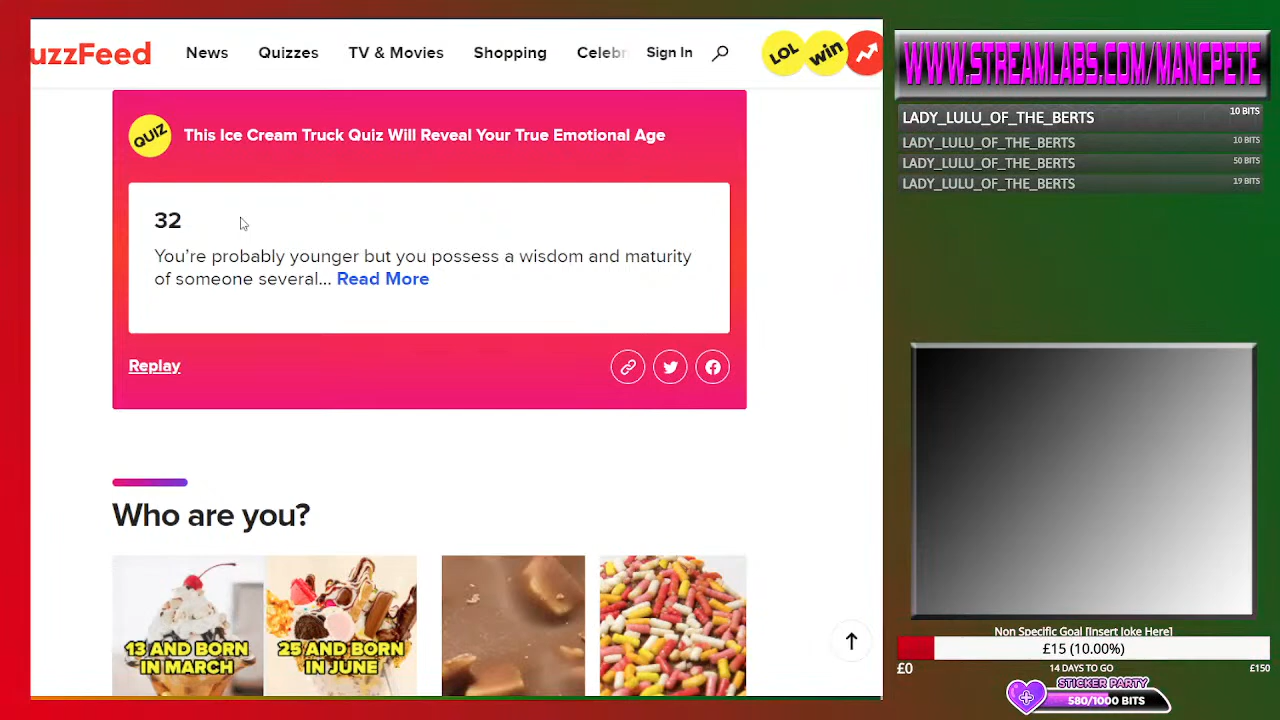 uzzFeed
News
Quizzes
TV & Movies
Shopping
Celebr
Sign In
LOL
win
QUIZ
This Ice Cream Truck Quiz Will Reveal Your True Emotional Age
32
You're probably younger but you possess a wisdom and maturity
of someone several... Read More
Replay
Who are you?
13 AND BORN
IN MARCH
25 AND BORN
IN JUNE
WWW.STREAMLABS.COM/MANCPETE
LADY_LULU_OF_THE_BERTS 10 BITS
LADY_LULU_OF_THE_BERTS 10 BITS
LADY_LULU_OF_THE_BERTS 50 BITS
LADY_LULU_OF_THE_BERTS 19 BITS
Non Specific Goal [Insert Joke Here]
£15 (10.00%)
£0 14 DAYS TO GO £150
STICKER PARTY
580/1000 BITS